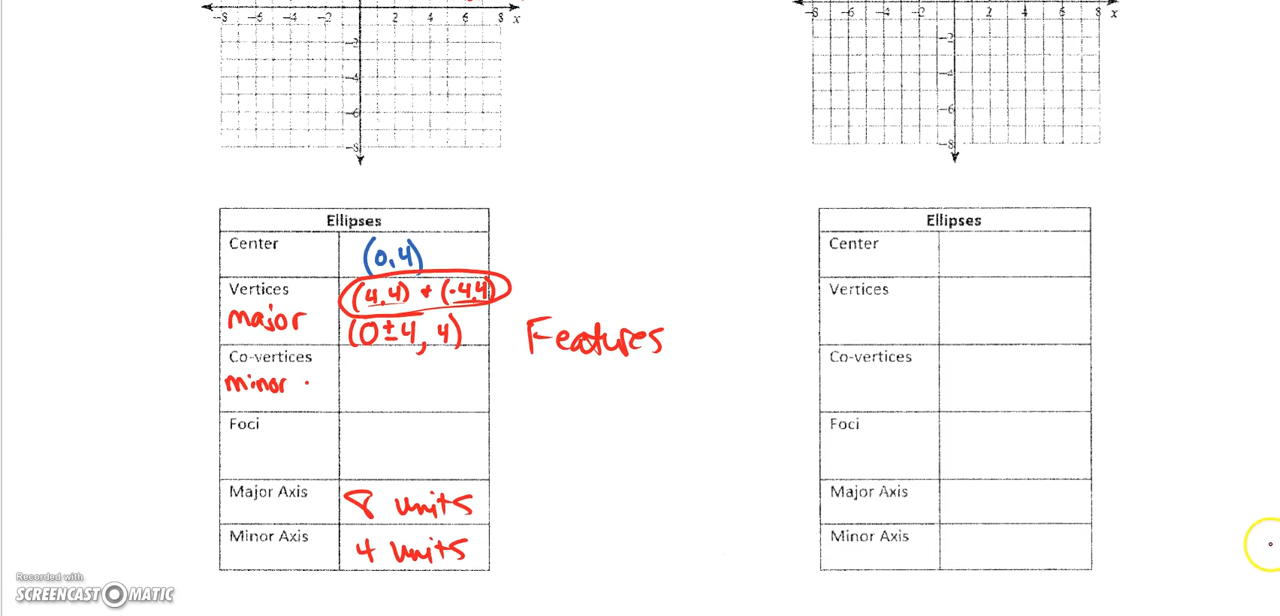 -8 -6 -4 -2 2 4 6 8 x
-2
-4
-6
-8
-8 -6 -4 -2 2 4 6 8 x
-2
-4
-6
-8
Ellipses
Center (0,4)
Vertices (4,4) + (-4,4)
major (0±4, 4)
Features
Co-vertices
minor
Foci
Major Axis 8 units
Minor Axis 4 units
Ellipses
Center
Vertices
Co-vertices
Foci
Major Axis
Minor Axis
Recorded with
SCREENCAST MATIC